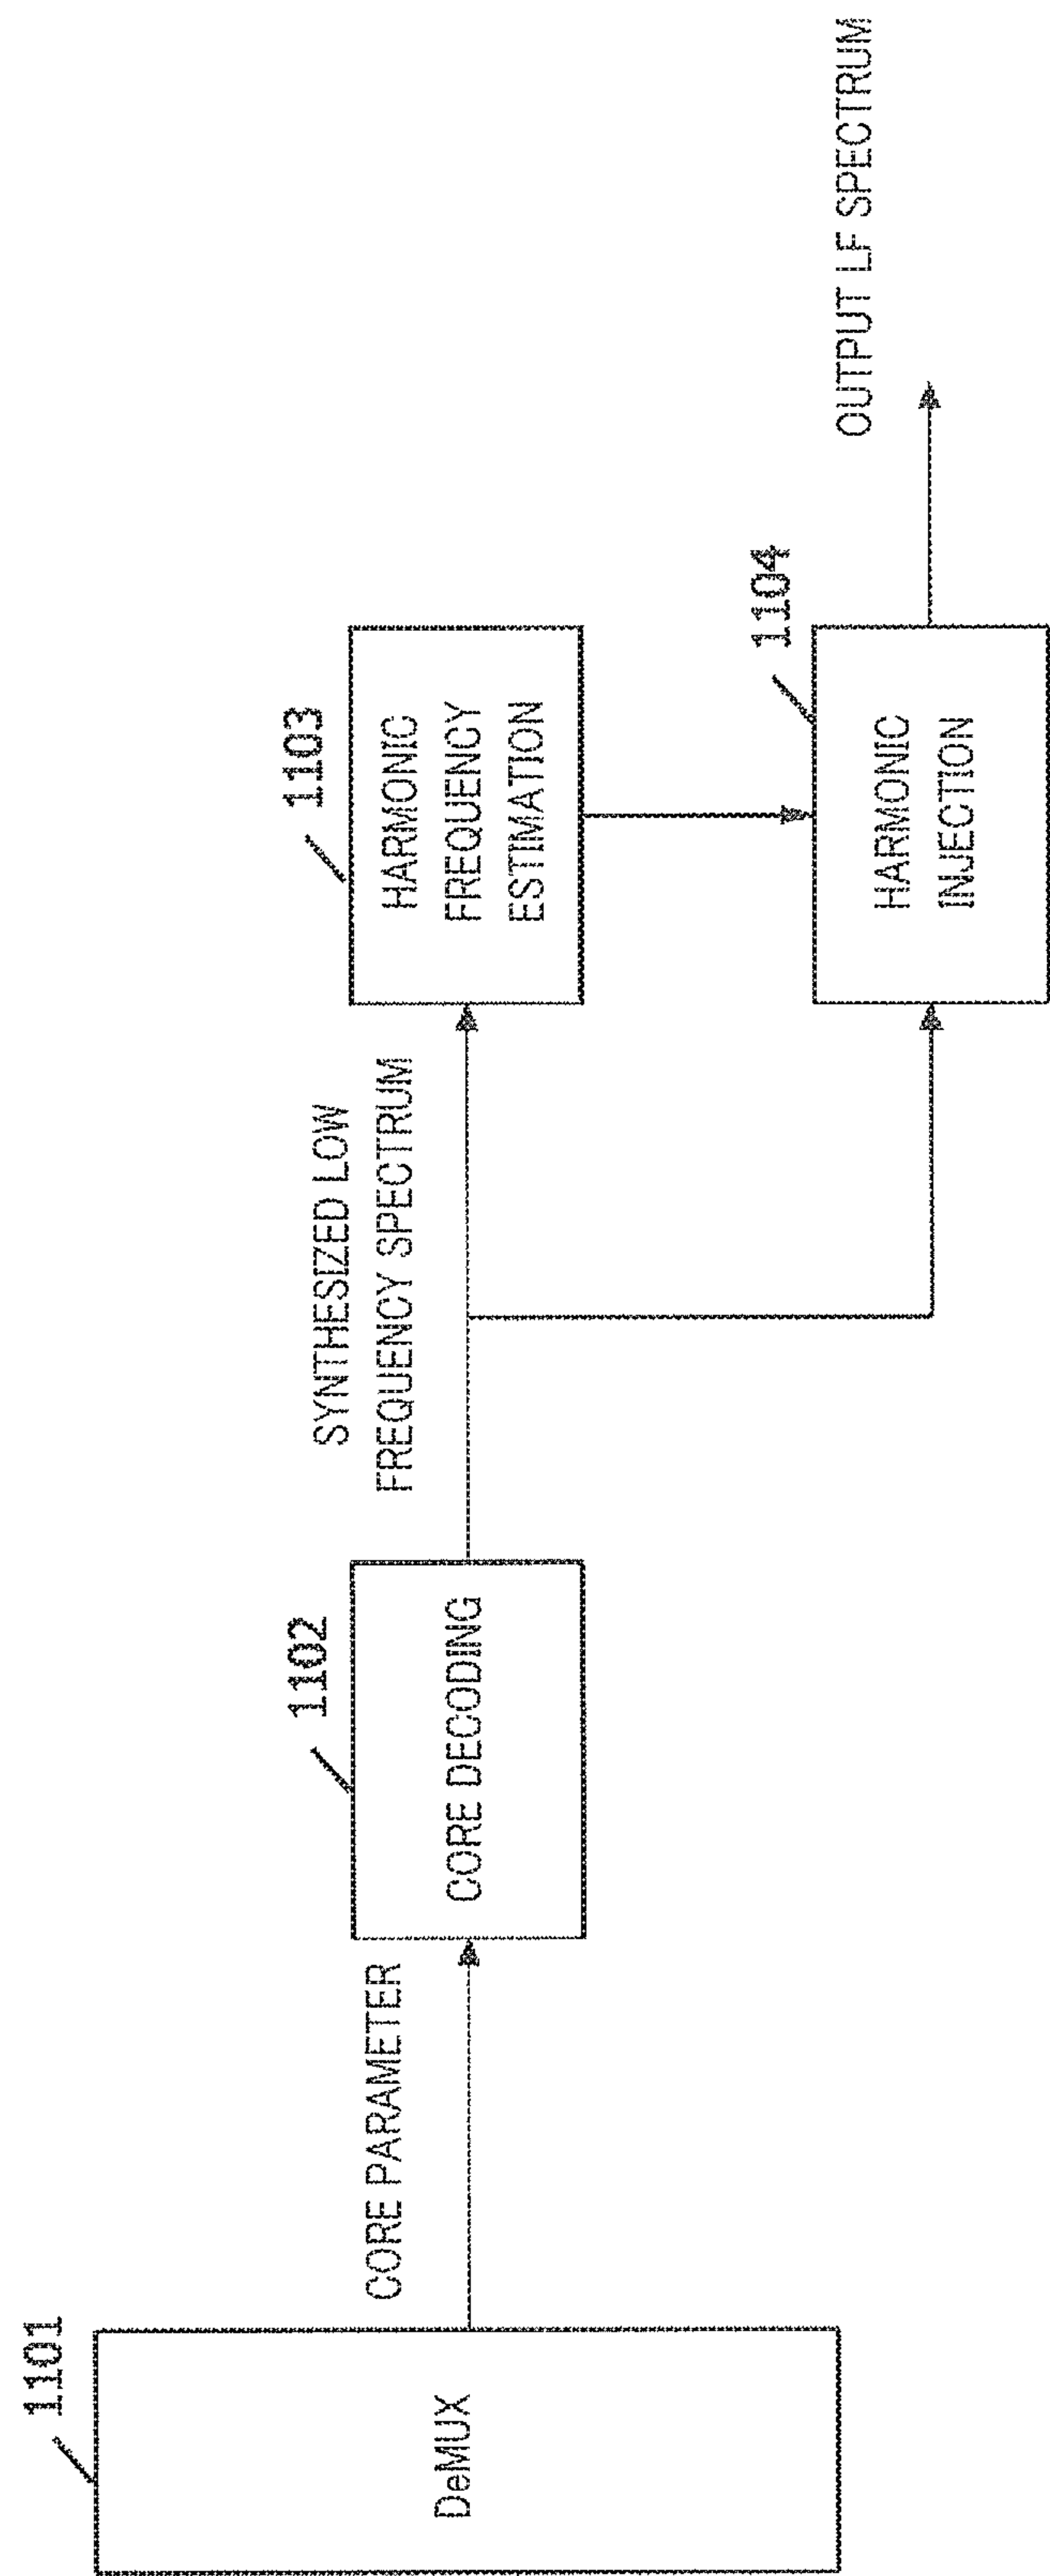 1101
DeMUX
CORE PARAMETER
1102
CORE DECODING
SYNTHESIZED LOW
FREQUENCY SPECTRUM
1103
HARMONIC
FREQUENCY
ESTIMATION
1104
HARMONIC
INJECTION
OUTPUT LF SPECTRUM